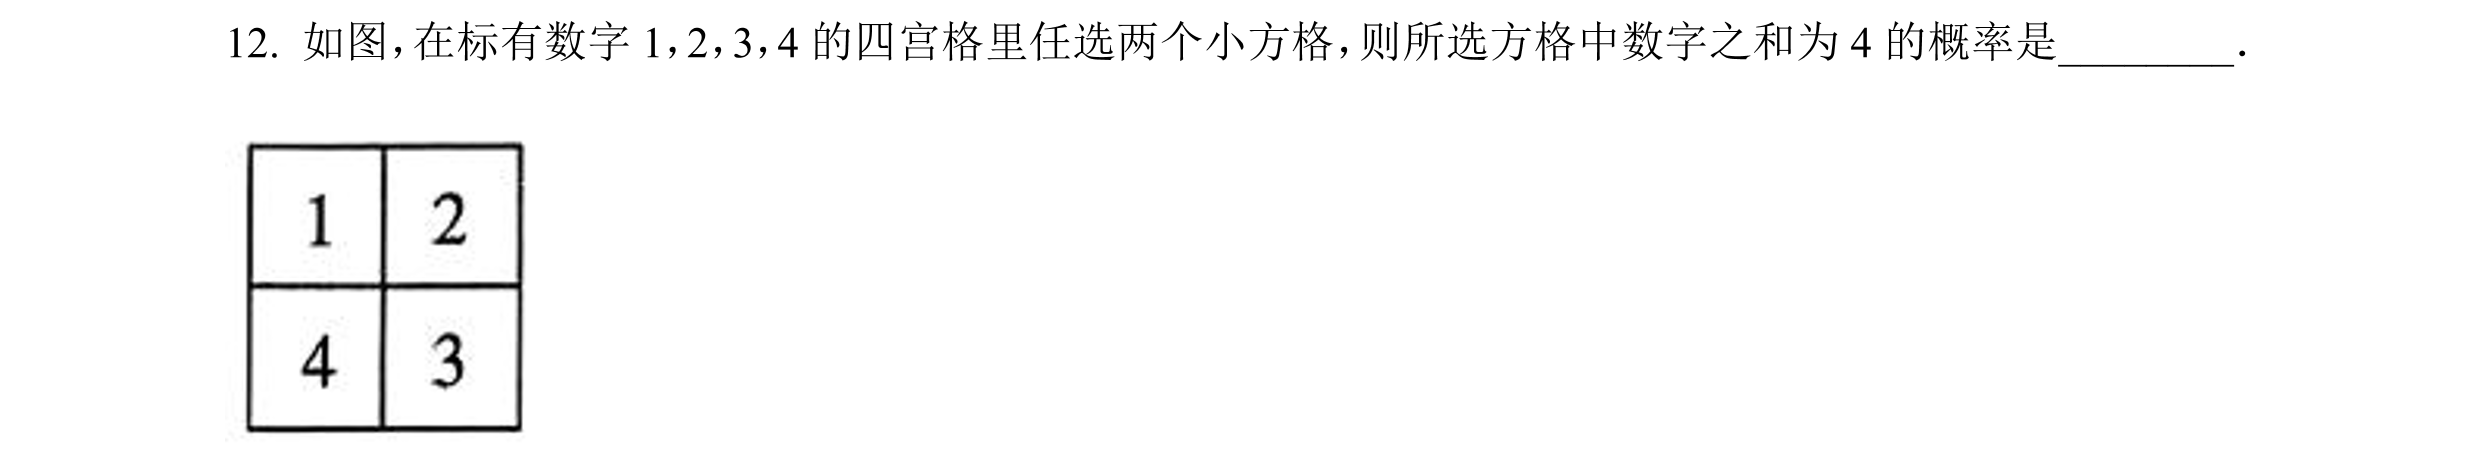 12. 如图,在标有数字 1,2,3,4 的四宫格里任选两个小方格,则所选方格中数字之和为 4 的概率是________.
1 2
4 3